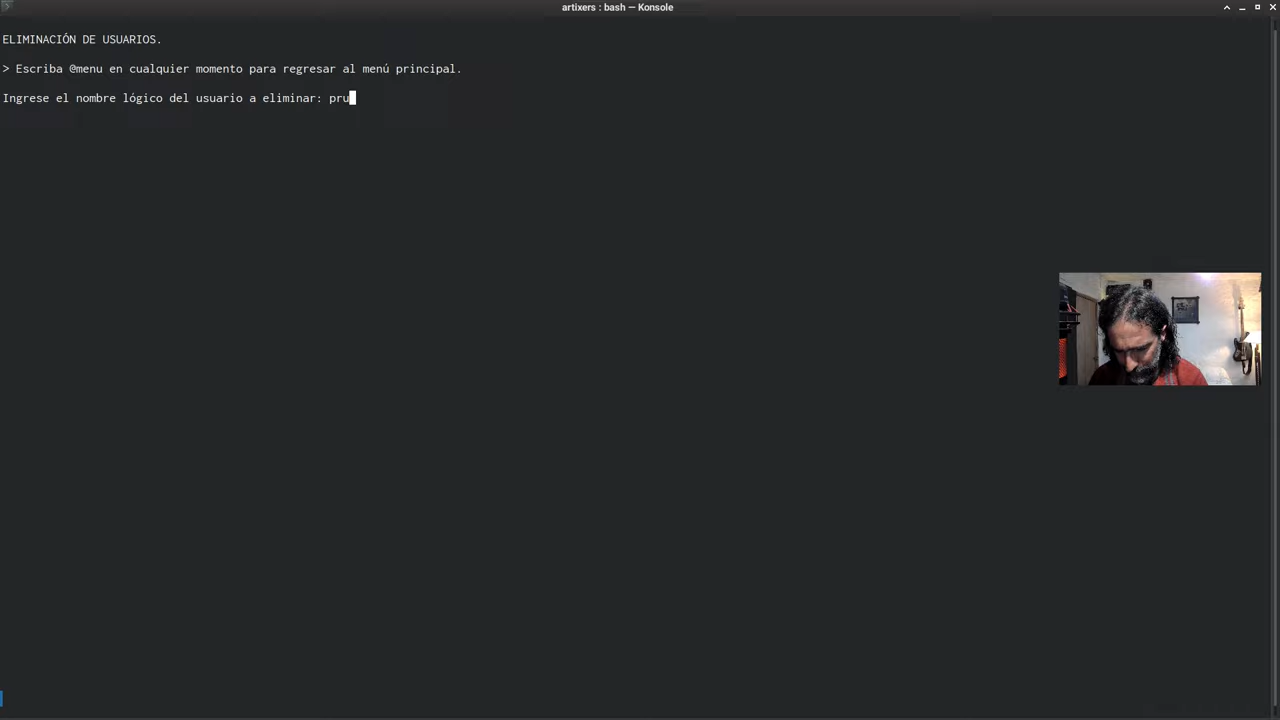 artixers : bash — Konsole
ELIMINACIÓN DE USUARIOS.
> Escriba @menu en cualquier momento para regresar al menú principal.
Ingrese el nombre lógico del usuario a eliminar: pru